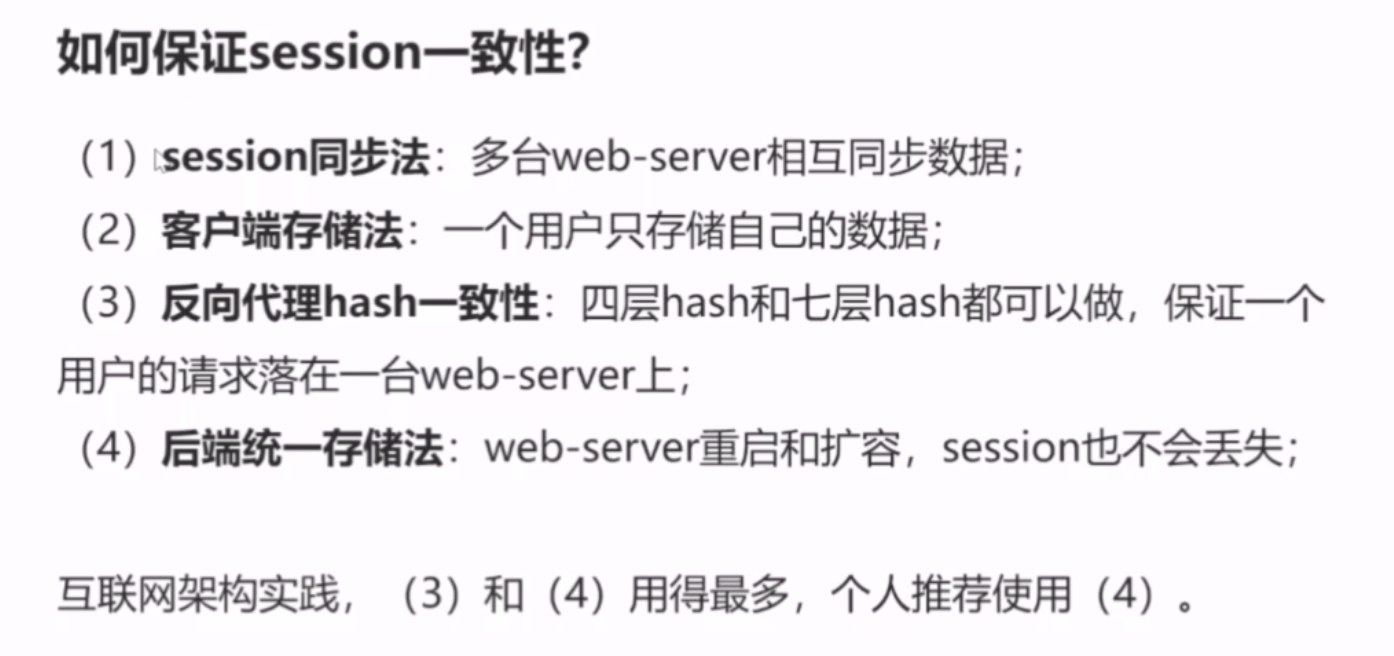 如何保证session一致性？
（1）session同步法：多台web-server相互同步数据；
（2）客户端存储法：一个用户只存储自己的数据；
（3）反向代理hash一致性：四层hash和七层hash都可以做，保证一个
用户的请求落在一台web-server上；
（4）后端统一存储法：web-server重启和扩容，session也不会丢失；
互联网架构实践，（3）和（4）用得最多，个人推荐使用（4）。